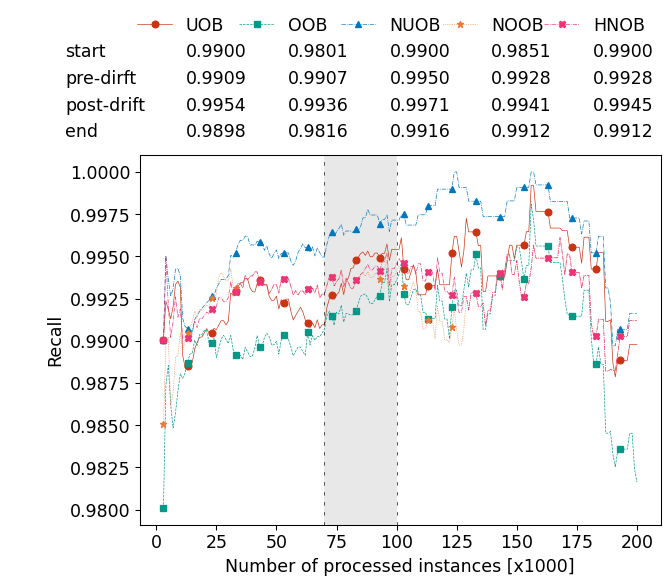 UOB OOB NUOB NOOB HNOB
start 0.9900 0.9801 0.9900 0.9851 0.9900
pre-dirft 0.9909 0.9907 0.9950 0.9928 0.9928
post-drift 0.9954 0.9936 0.9971 0.9941 0.9945
end 0.9898 0.9816 0.9916 0.9912 0.9912
1.0000
0.9975
0.9950
0.9925
0.9900
0.9875
0.9850
0.9825
0.9800
Recall
0 25 50 75 100 125 150 175 200
Number of processed instances [x1000]